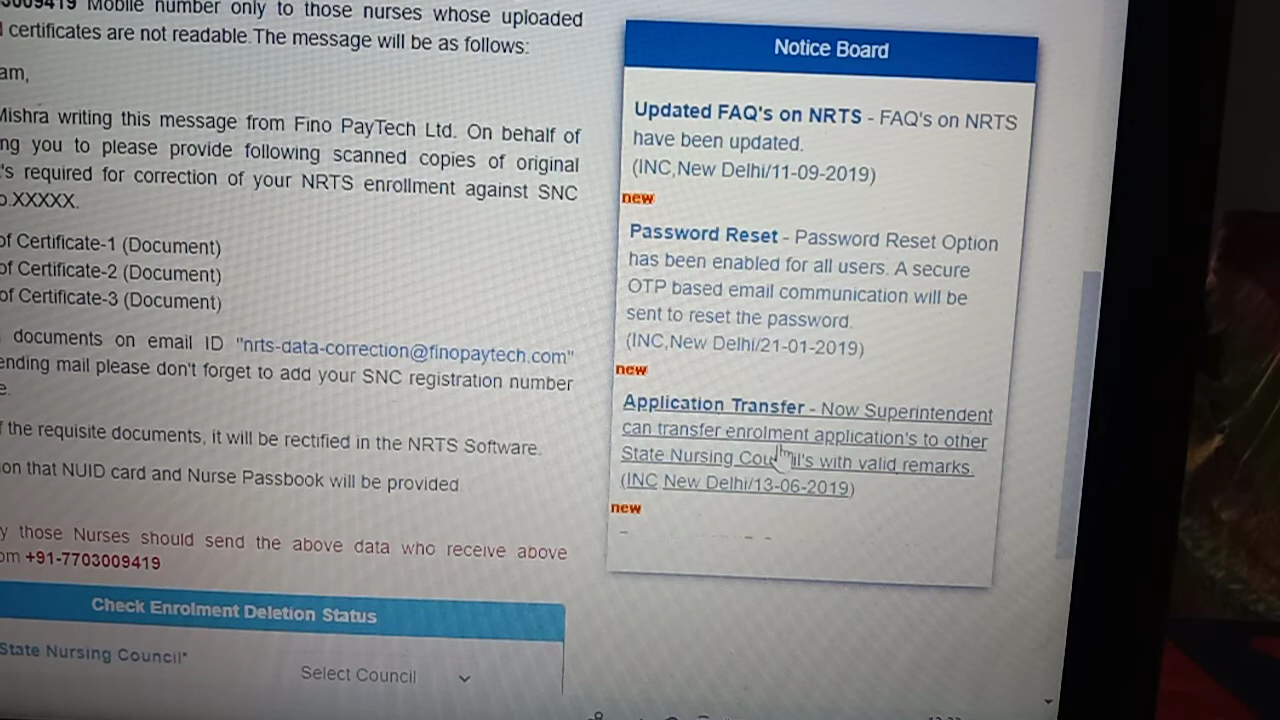 Mobile number only to those nurses whose uploaded
certificates are not readable.The message will be as follows:
am,
Mishra writing this message from Fino PayTech Ltd. On behalf of
ng you to please provide following scanned copies of original
's required for correction of your NRTS enrollment against SNC
o.XXXXX.
of Certificate-1 (Document)
of Certificate-2 (Document)
of Certificate-3 (Document)
documents on email ID "nrts-data-correction@finopaytech.com"
ending mail please don't forget to add your SNC registration number
e.
f the requisite documents, it will be rectified in the NRTS Software.
on that NUID card and Nurse Passbook will be provided
y those Nurses should send the above data who receive above
om +91-7703009419
Check Enrolment Deletion Status
State Nursing Council*
Select Council
Notice Board
Updated FAQ's on NRTS - FAQ's on NRTS
have been updated.
(INC,New Delhi/11-09-2019)
new
Password Reset - Password Reset Option
has been enabled for all users. A secure
OTP based email communication will be
sent to reset the password.
(INC,New Delhi/21-01-2019)
new
Application Transfer - Now Superintendent
can transfer enrolment application's to other
State Nursing Council's with valid remarks.
(INC New Delhi/13-06-2019)
new